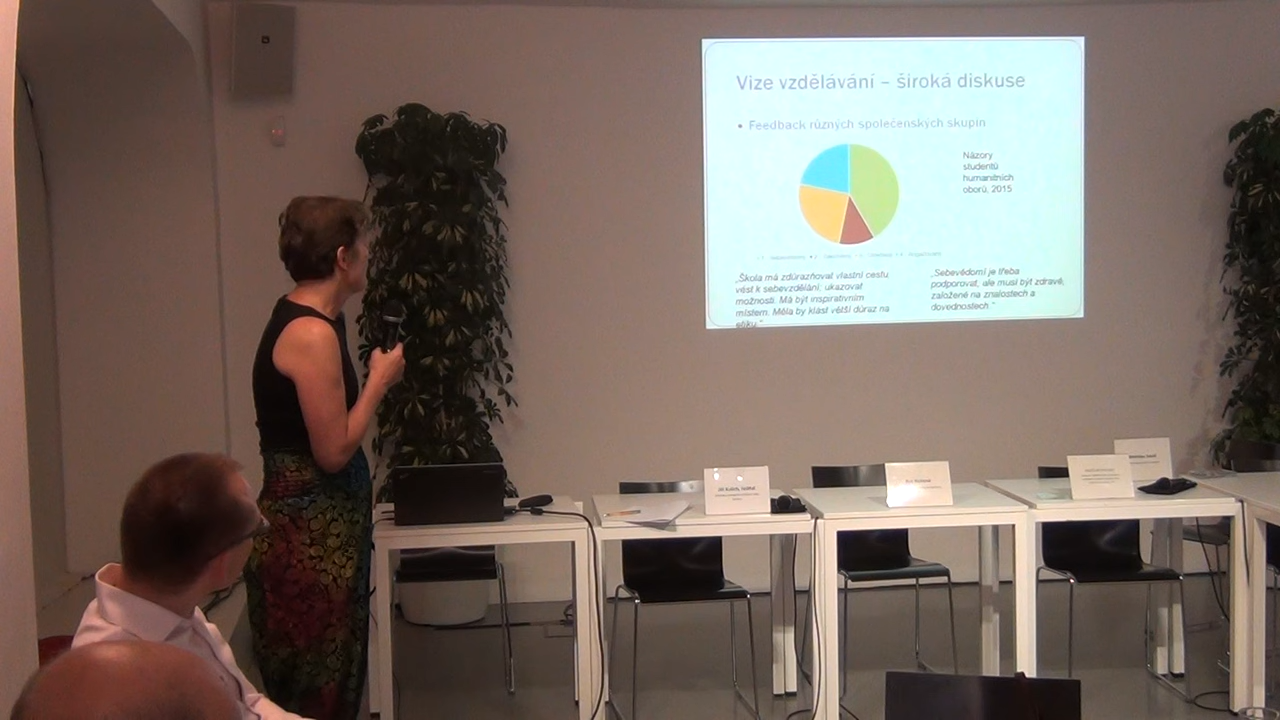 Vize vzdělávání – široká diskuse
• Feedback různých společenských skupin
Názory
studentů
humanitních
oborů, 2015
„Škola má zdůrazňovat vlastní cestu,
vést k sebevzdělání; ukazovat
možnosti. Má být inspirativním
místem. Měla by klást větší důraz na
etiku."
„Sebevědomí je třeba
podporovat, ale musí být zdravé,
založené na znalostech a
dovednostech."